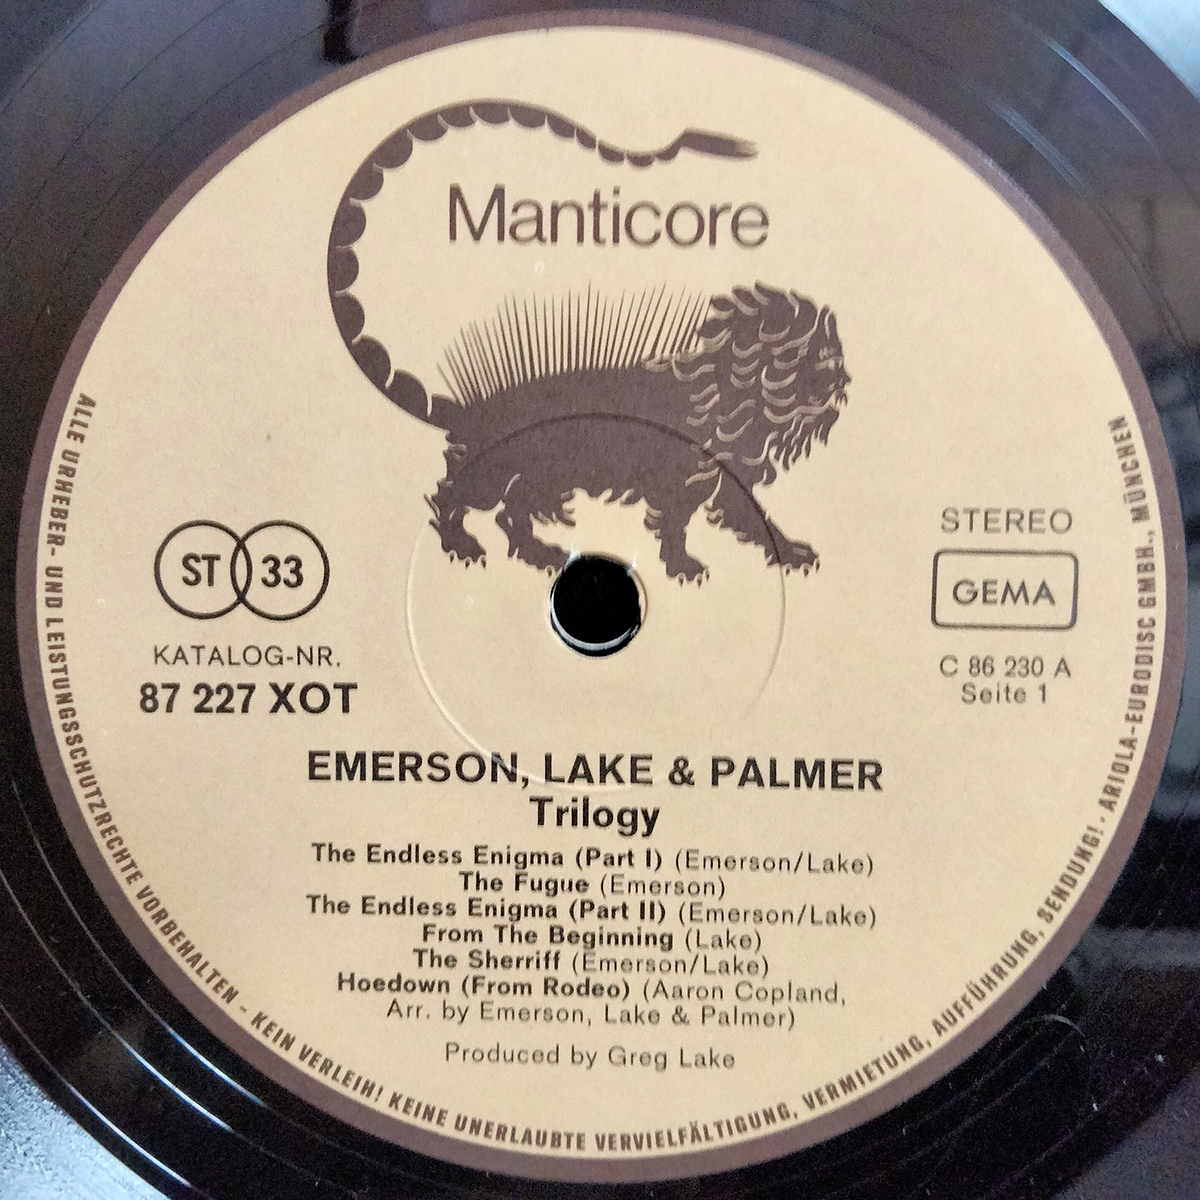 Manticore
ST 33
KATALOG-NR.
87 227 XOT
STEREO
GEMA
C 86 230 A
Seite 1
EMERSON, LAKE & PALMER
Trilogy
The Endless Enigma (Part I) (Emerson/Lake)
The Fugue (Emerson)
The Endless Enigma (Part II) (Emerson/Lake)
From The Beginning (Lake)
The Sherriff (Emerson/Lake)
Hoedown (From Rodeo) (Aaron Copland,
Arr. by Emerson, Lake & Palmer)
Produced by Greg Lake
ALLE URHEBER- UND LEISTUNGSSCHUTZRECHTE VORBEHALTEN - KEIN VERLEIH! KEINE UNERLAUBTE VERVIELFÄLTIGUNG, VERMIETUNG, AUFFÜHRUNG, SENDUNG! · ARIOLA-EURODISC GMBH., MÜNCHEN